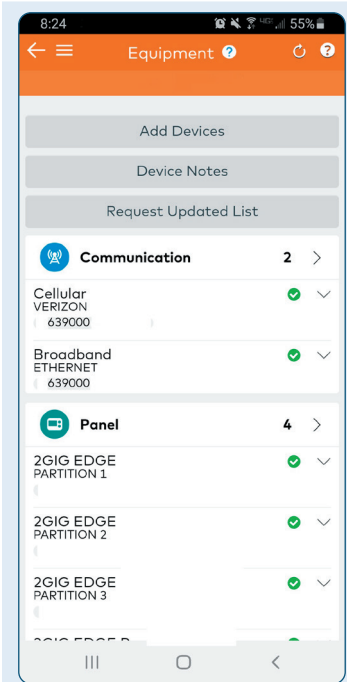 8:24 55%
Equipment ? ?
Add Devices
Device Notes
Request Updated List
Communication 2
Cellular
VERIZON
639000
Broadband
ETHERNET
639000
Panel 4
2GIG EDGE
PARTITION 1
2GIG EDGE
PARTITION 2
2GIG EDGE
PARTITION 3